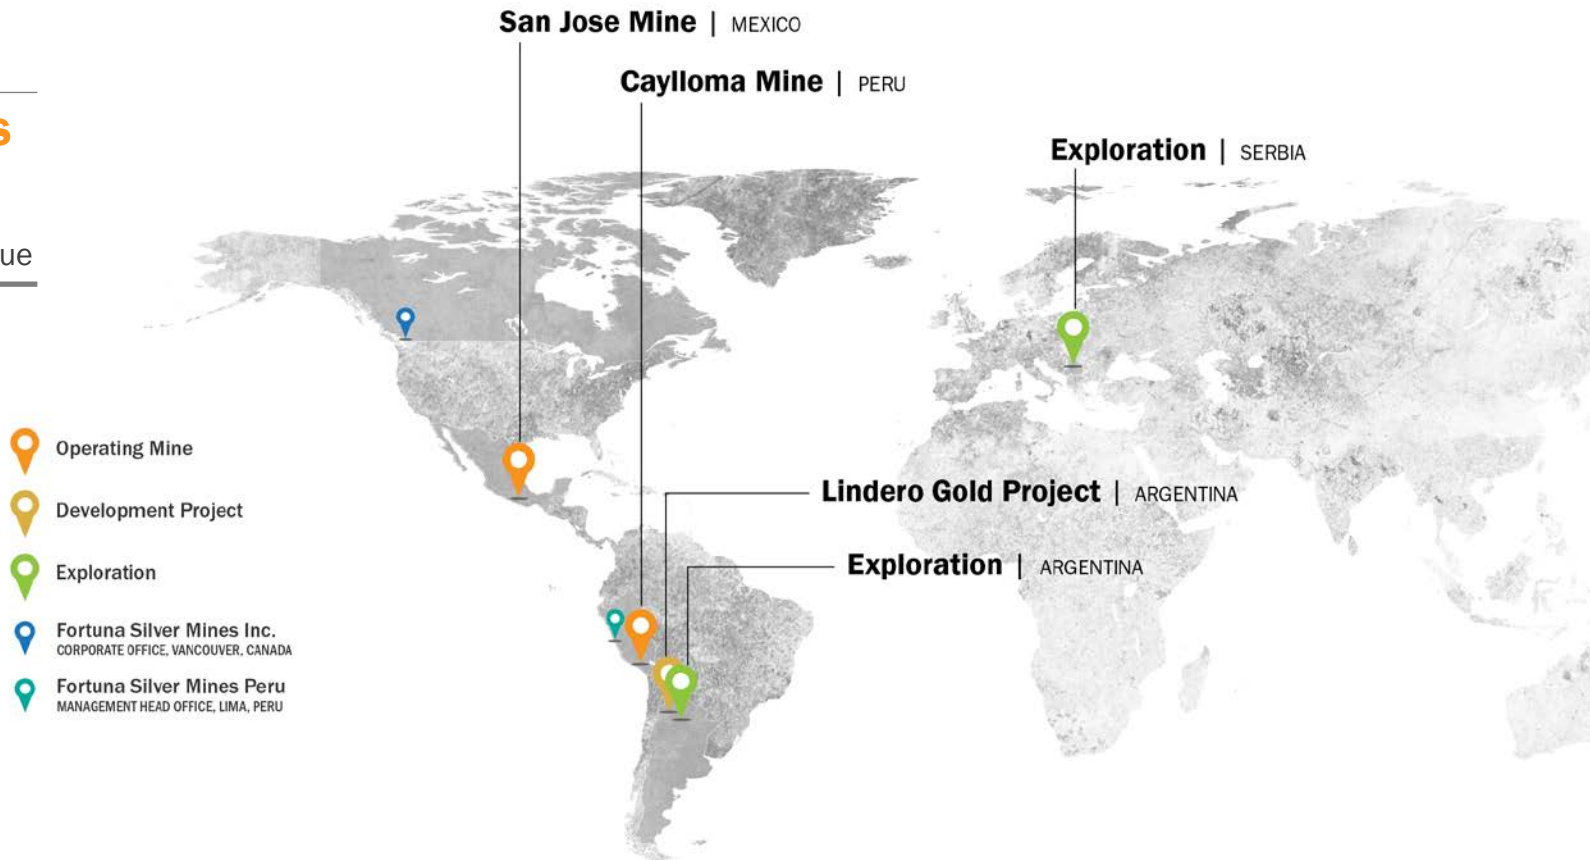 San Jose Mine | MEXICO
Caylloma Mine | PERU
Exploration | SERBIA
Lindero Gold Project | ARGENTINA
Exploration | ARGENTINA
Operating Mine
Development Project
Exploration
Fortuna Silver Mines Inc.
CORPORATE OFFICE, VANCOUVER, CANADA
Fortuna Silver Mines Peru
MANAGEMENT HEAD OFFICE, LIMA, PERU